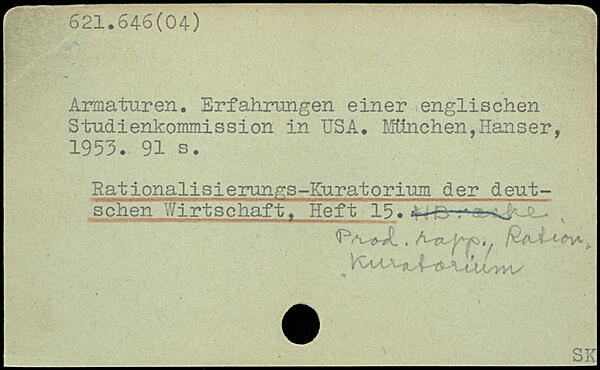 621.646(04)
Armaturen. Erfahrungen einer englischen
Studienkommission in USA. München,Hanser,
1953. 91 s.
Rationalisierungs-Kuratorium der deut-
schen Wirtschaft, Heft 15.
Prod. rapp., Ration.
Kuratorium
SK